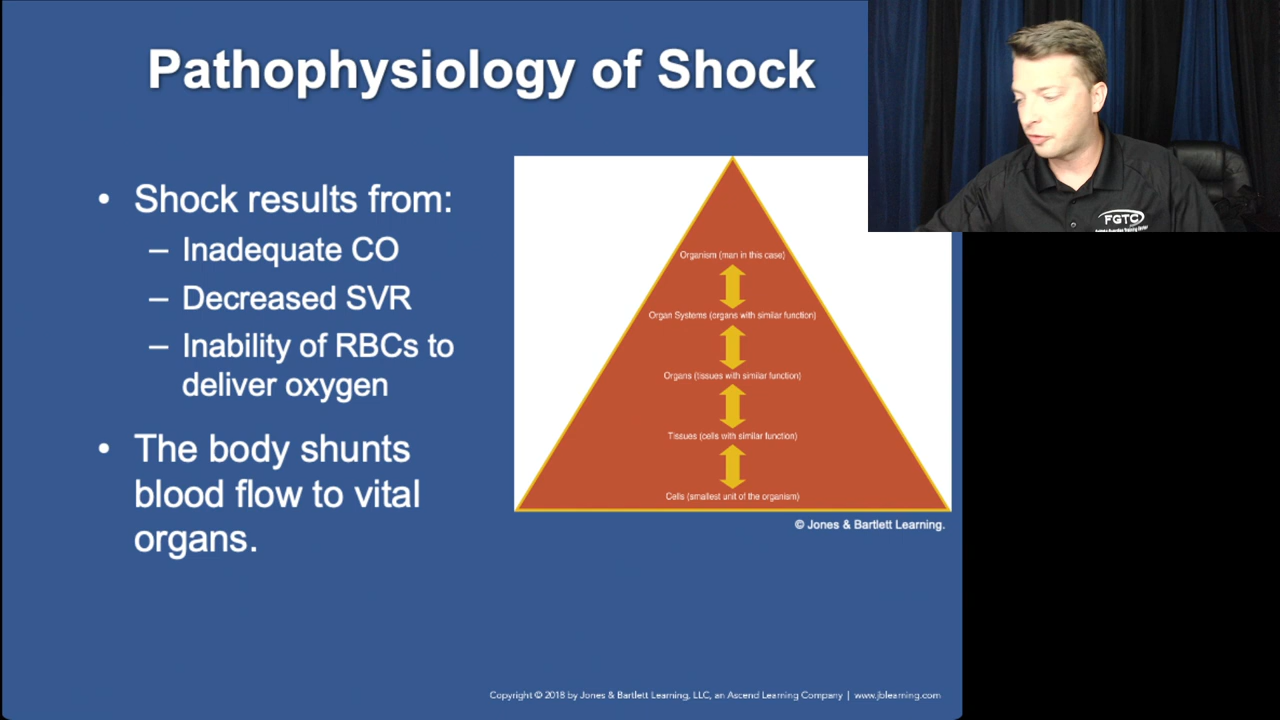 Pathophysiology of Shock
• Shock results from:
– Inadequate CO
– Decreased SVR
– Inability of RBCs to
deliver oxygen
• The body shunts
blood flow to vital
organs.
Organism (man in this case)
Organ Systems (organs with similar function)
Organs (tissues with similar function)
Tissues (cells with similar function)
Cells (smallest unit of the organism)
© Jones & Bartlett Learning.
Copyright © 2018 by Jones & Bartlett Learning, LLC, an Ascend Learning Company | www.jblearning.com
FGTC